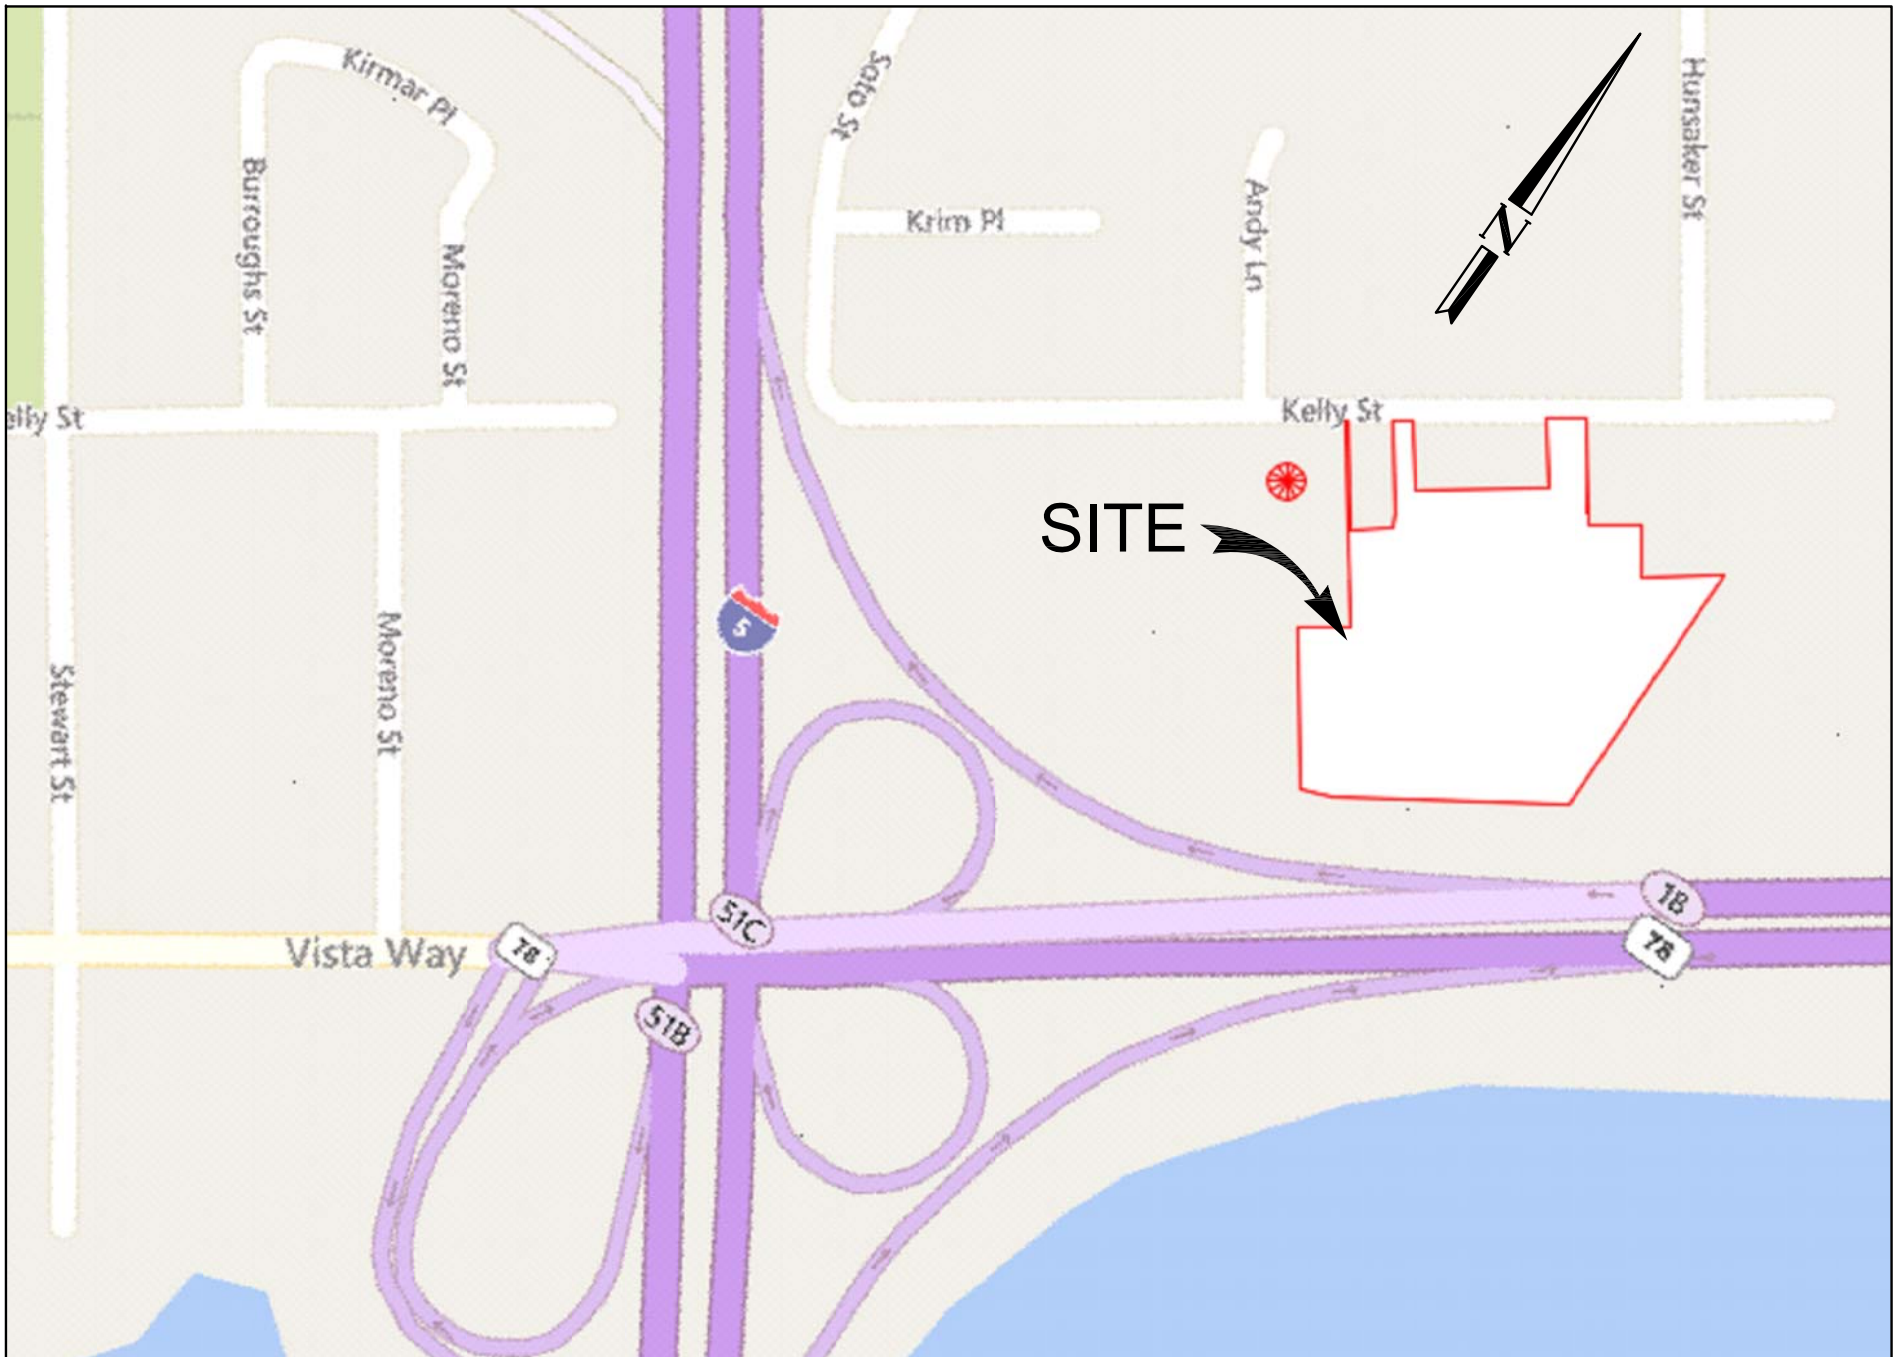 Kirmar Pl
Soto St
Hunsaker St
Burroughs St
Andy Ln
N
Krim Pl
Moreno St
Kelly St
elly St
SITE
5
Moreno St
Stewart St
1B
51C
78
Vista Way
78
51B